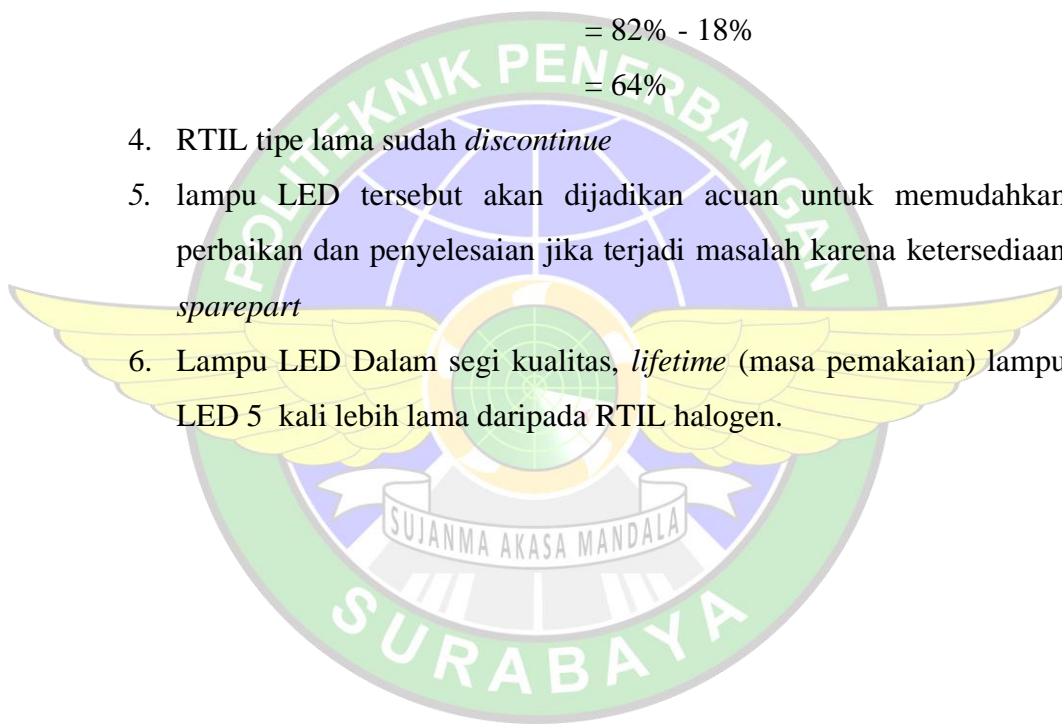 = 82% - 18%
= 64%
4. RTIL tipe lama sudah discontinue
5. lampu LED tersebut akan dijadikan acuan untuk memudahkan
perbaikan dan penyelesaian jika terjadi masalah karena ketersediaan
sparepart
6. Lampu LED Dalam segi kualitas, lifetime (masa pemakaian) lampu
LED 5 kali lebih lama daripada RTIL halogen.
POLITEKNIK PENERBANGAN
SUJANMA AKASA MANDALA
SURABAYA